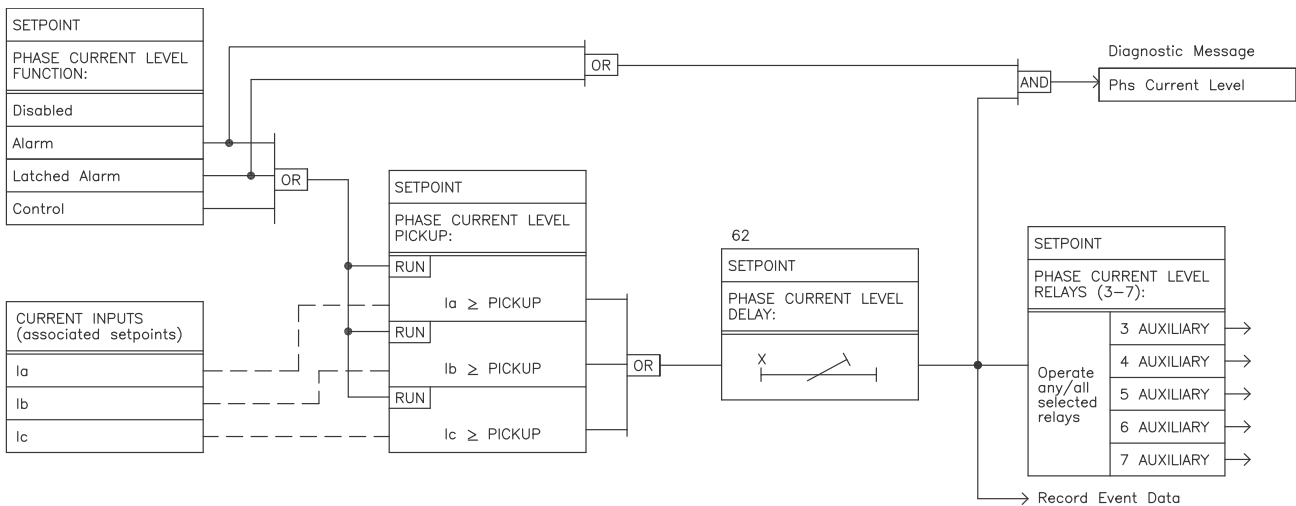 SETPOINT
PHASE CURRENT LEVEL
FUNCTION:
Disabled
Alarm
Latched Alarm
Control
OR
OR
AND
Diagnostic Message
Phs Current Level
CURRENT INPUTS
(associated setpoints)
Ia
Ib
Ic
SETPOINT
PHASE CURRENT LEVEL
PICKUP:
RUN
Ia ≥ PICKUP
RUN
Ib ≥ PICKUP
RUN
Ic ≥ PICKUP
OR
62
SETPOINT
PHASE CURRENT LEVEL
DELAY:
X
SETPOINT
PHASE CURRENT LEVEL
RELAYS (3-7):
Operate
any/all
selected
relays
3 AUXILIARY
4 AUXILIARY
5 AUXILIARY
6 AUXILIARY
7 AUXILIARY
Record Event Data